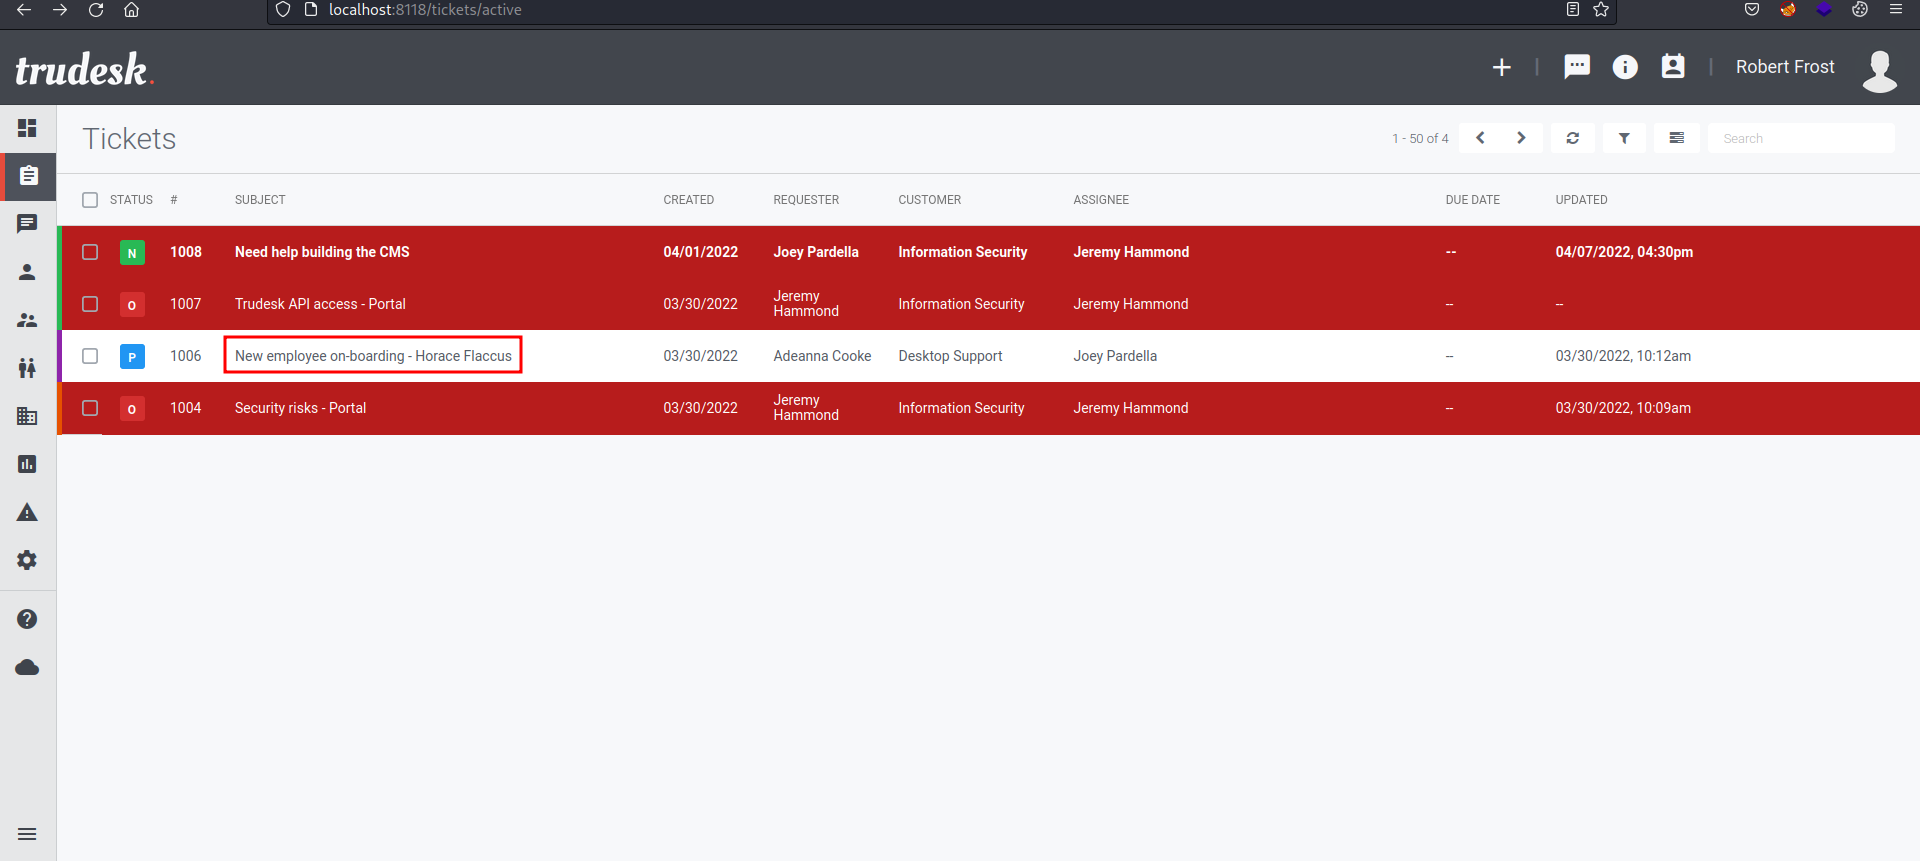 localhost:8118/tickets/active
trudesk.
Robert Frost
Tickets
1 - 50 of 4
Search
STATUS # SUBJECT CREATED REQUESTER CUSTOMER ASSIGNEE DUE DATE UPDATED
N 1008 Need help building the CMS 04/01/2022 Joey Pardella Information Security Jeremy Hammond -- 04/07/2022, 04:30pm
O 1007 Trudesk API access - Portal 03/30/2022 Jeremy Hammond Information Security Jeremy Hammond -- --
P 1006 New employee on-boarding - Horace Flaccus 03/30/2022 Adeanna Cooke Desktop Support Joey Pardella -- 03/30/2022, 10:12am
O 1004 Security risks - Portal 03/30/2022 Jeremy Hammond Information Security Jeremy Hammond -- 03/30/2022, 10:09am